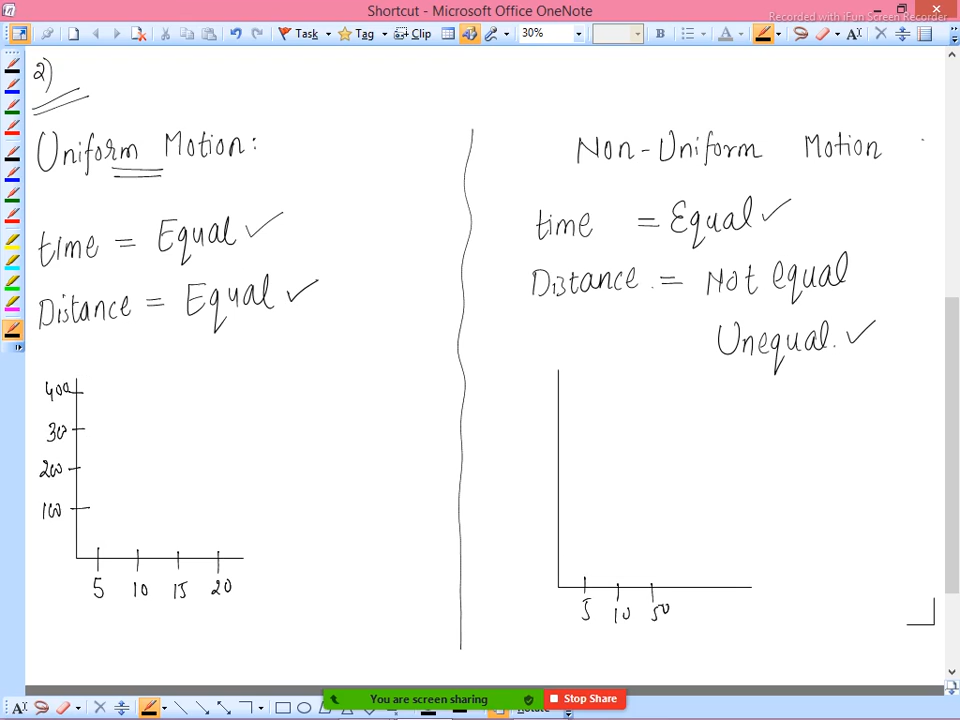 Shortcut - Microsoft Office OneNote
Recorded with iFun Screen Recorder
Task
Tag
Clip
30%
B
A
2)
Uniform Motion:
time = Equal ✓
Distance = Equal ✓
400
300
200
100
5 10 15 20
Non-Uniform Motion
time = Equal ✓
Distance = Not equal
Unequal. ✓
5 10 50
You are screen sharing
Stop Share